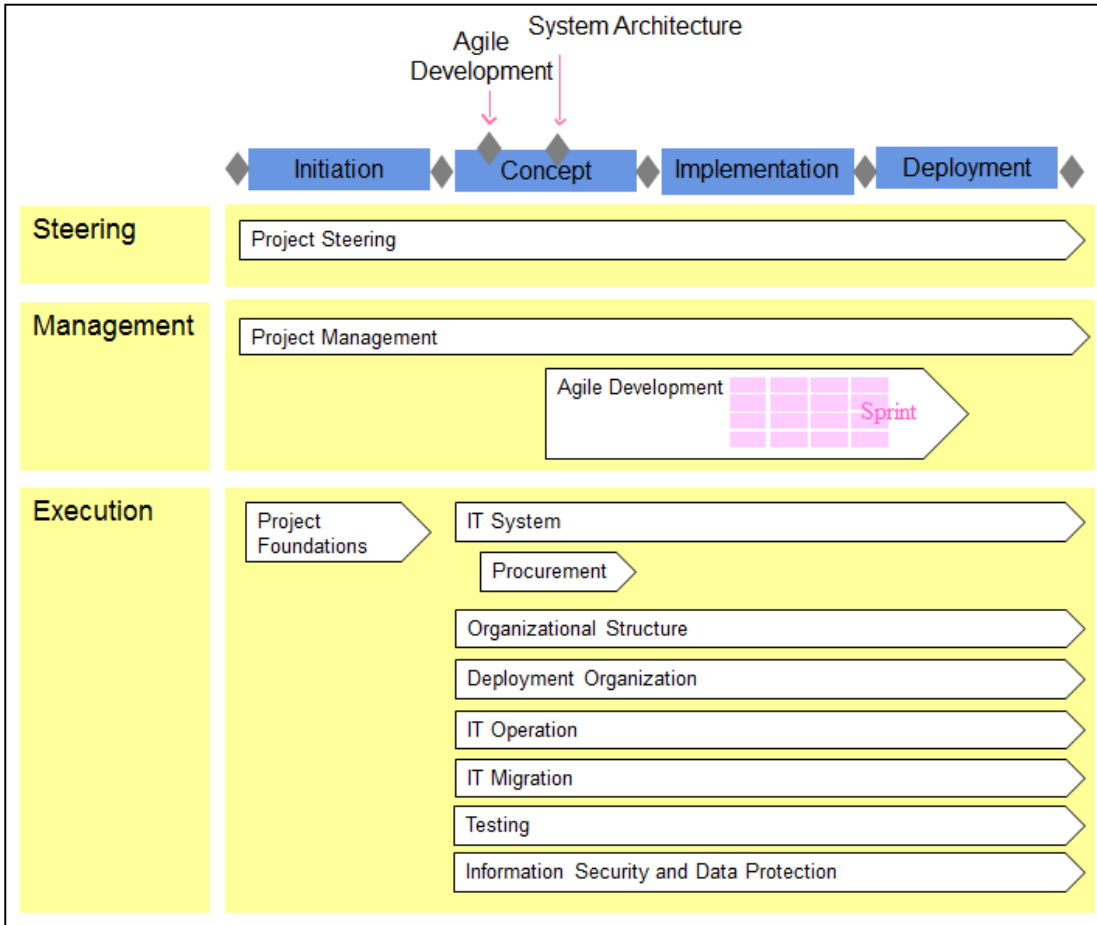 System Architecture
Agile
Development
Initiation
Concept
Implementation
Deployment
Steering
Project Steering
Management
Project Management
Agile Development
Sprint
Execution
Project
Foundations
IT System
Procurement
Organizational Structure
Deployment Organization
IT Operation
IT Migration
Testing
Information Security and Data Protection